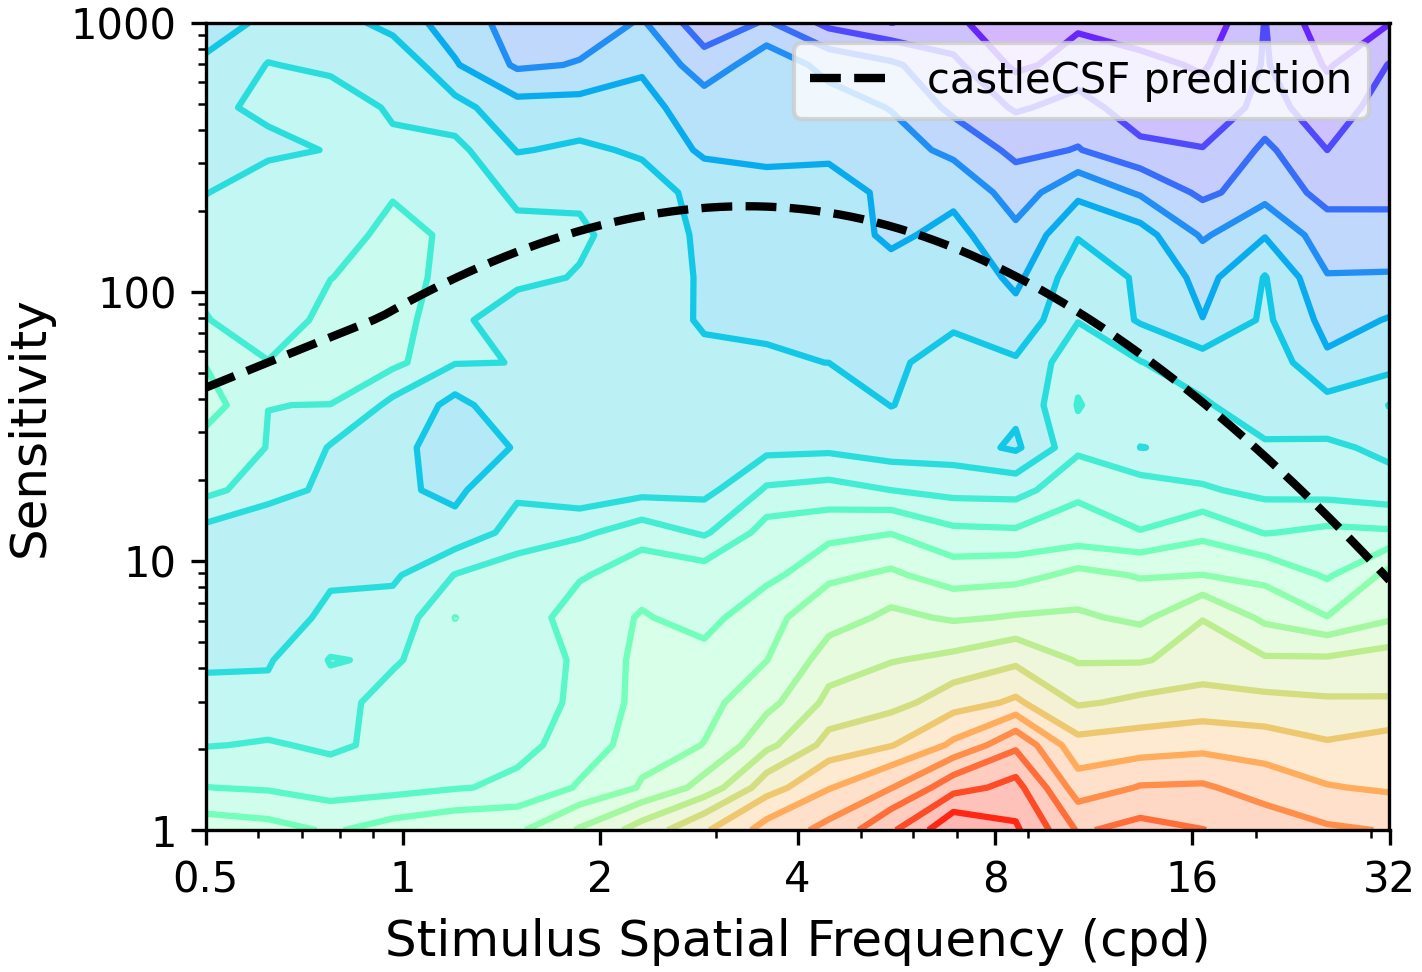 1000
castleCSF prediction
100
Sensitivity
10
1
0.5 1 2 4 8 16 32
Stimulus Spatial Frequency (cpd)